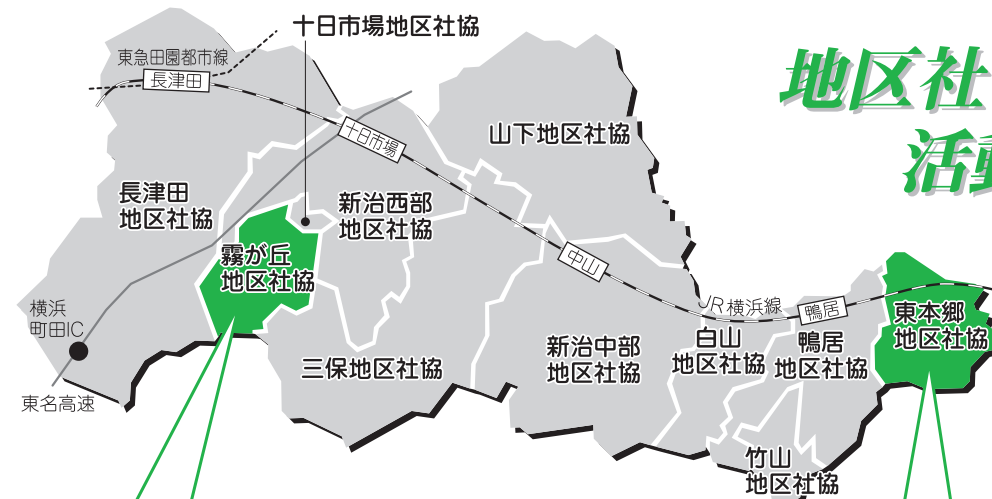 十日市場地区社協
東急田園都市線
長津田
地区社
活動
十日市場
山下地区社協
長津田
地区社協
新治西部
地区社協
霧が丘
地区社協
中山
横浜
町田IC
JR横浜線
鴨居
東本郷
地区社協
白山
地区社協
鴨居
地区社協
新治中部
地区社協
三保地区社協
東名高速
竹山
地区社協